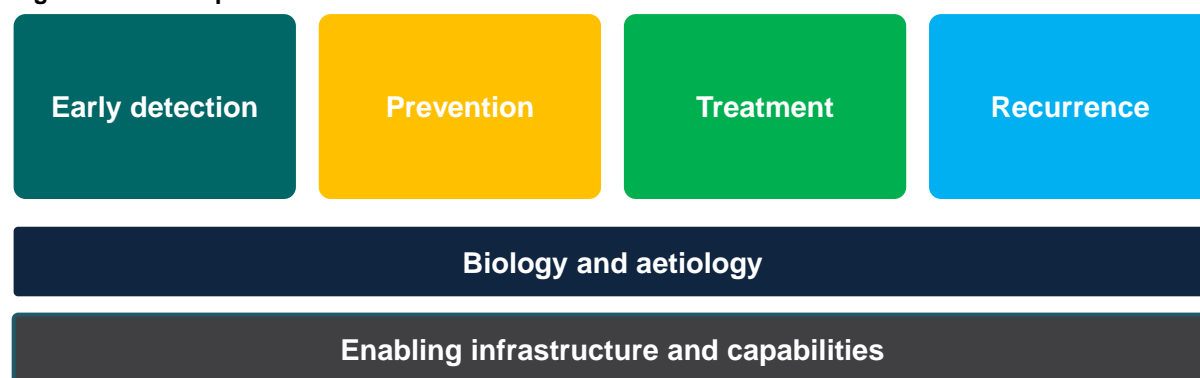 Early detection
Prevention
Treatment
Recurrence
Biology and aetiology
Enabling infrastructure and capabilities